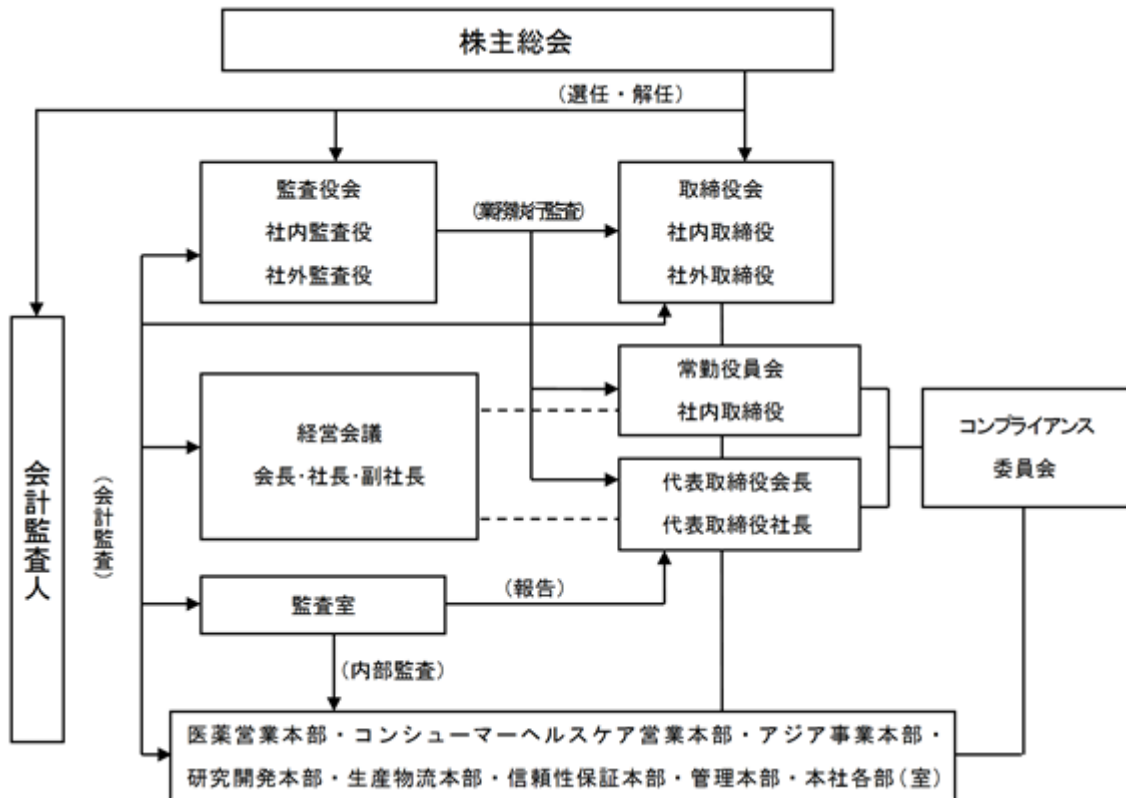 株主総会
（選任・解任）
監査役会
社内監査役
社外監査役
（業務執行監査）
取締役会
社内取締役
社外取締役
会計監査人
（会計監査）
経営会議
会長・社長・副社長
常勤役員会
社内取締役
代表取締役会長
代表取締役社長
コンプライアンス
委員会
監査室
（報告）
（内部監査）
医薬営業本部・コンシューマーヘルスケア営業本部・アジア事業本部・
研究開発本部・生産物流本部・信頼性保証本部・管理本部・本社各部（室）